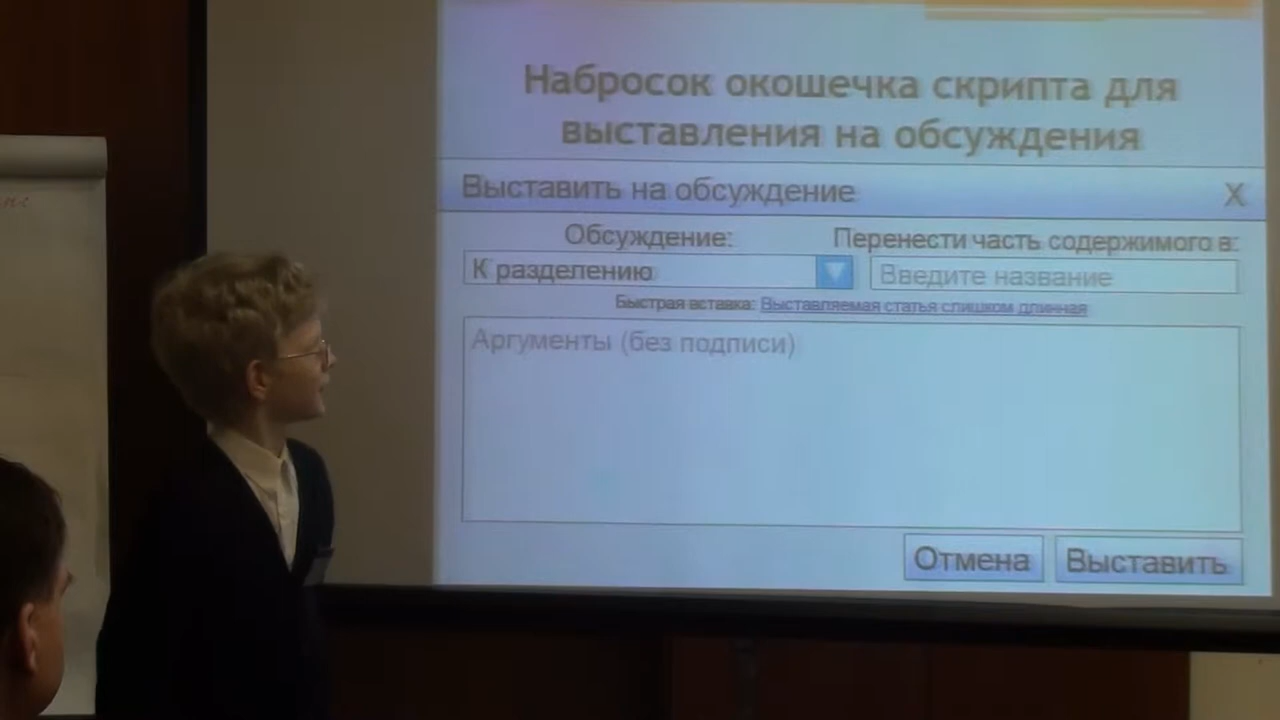 Набросок окошечка скрипта для
выставления на обсуждения
Выставить на обсуждение X
Обсуждение: Перенести часть содержимого в:
К разделению Введите название
Быстрая вставка: Выставляемая статья слишком длинная
Аргументы (без подписи)
Отмена Выставить